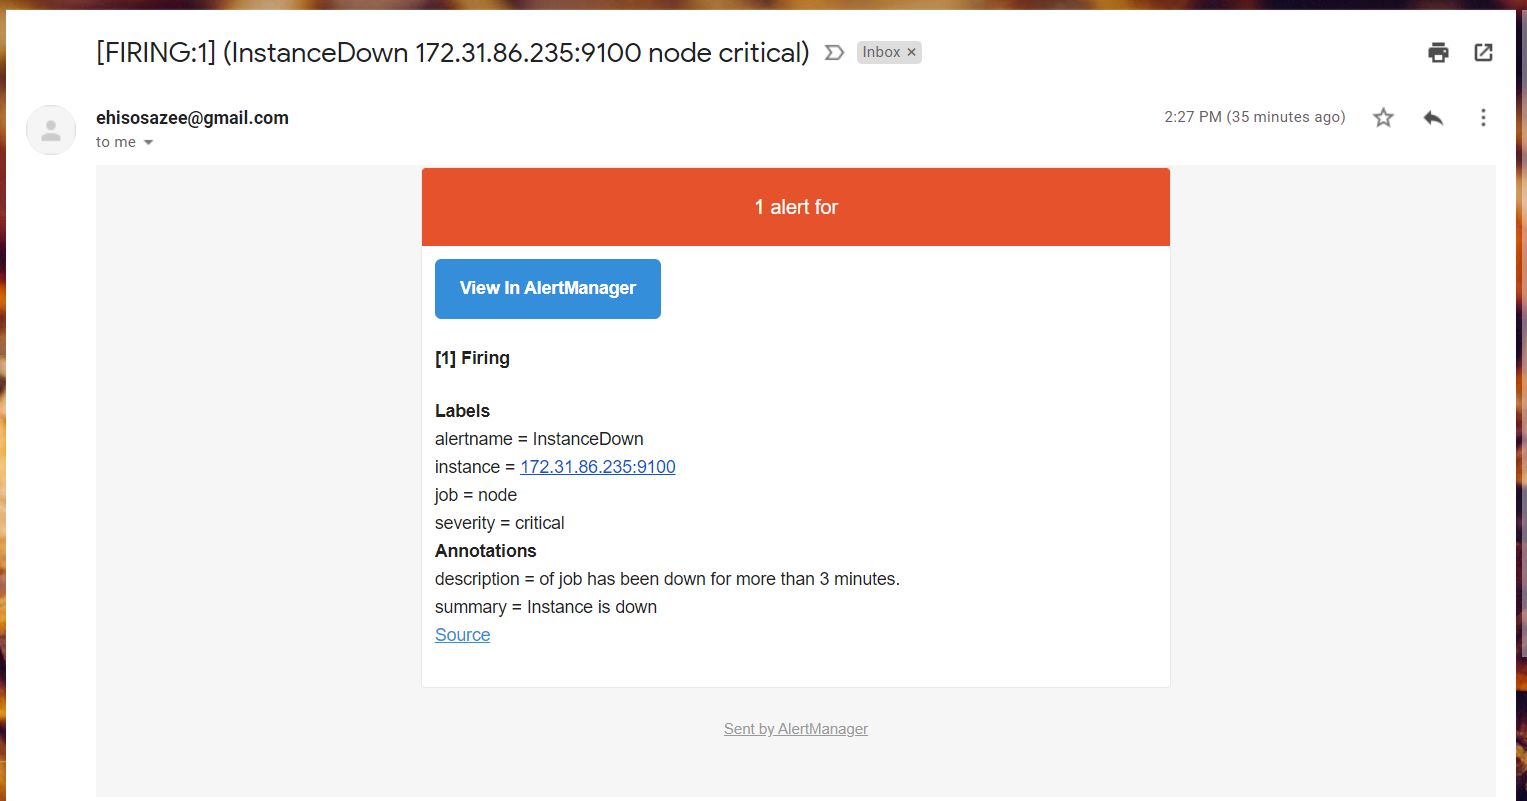 [FIRING:1] (InstanceDown 172.31.86.235:9100 node critical) Inbox ×
ehisosazee@gmail.com 2:27 PM (35 minutes ago)
to me
1 alert for
View In AlertManager
[1] Firing
Labels
alertname = InstanceDown
instance = 172.31.86.235:9100
job = node
severity = critical
Annotations
description = of job has been down for more than 3 minutes.
summary = Instance is down
Source
Sent by AlertManager